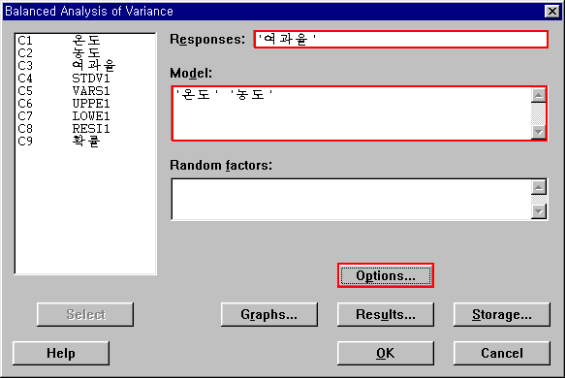 Balanced Analysis of Variance
C1 온도
C2 농도
C3 여과율
C4 STDV1
C5 VARS1
C6 UPPE1
C7 LOWE1
C8 RESI1
C9 확률
Responses: '여과율'
Model:
'온도' '농도'
Random factors:
Options...
Select Graphs... Results... Storage...
Help OK Cancel